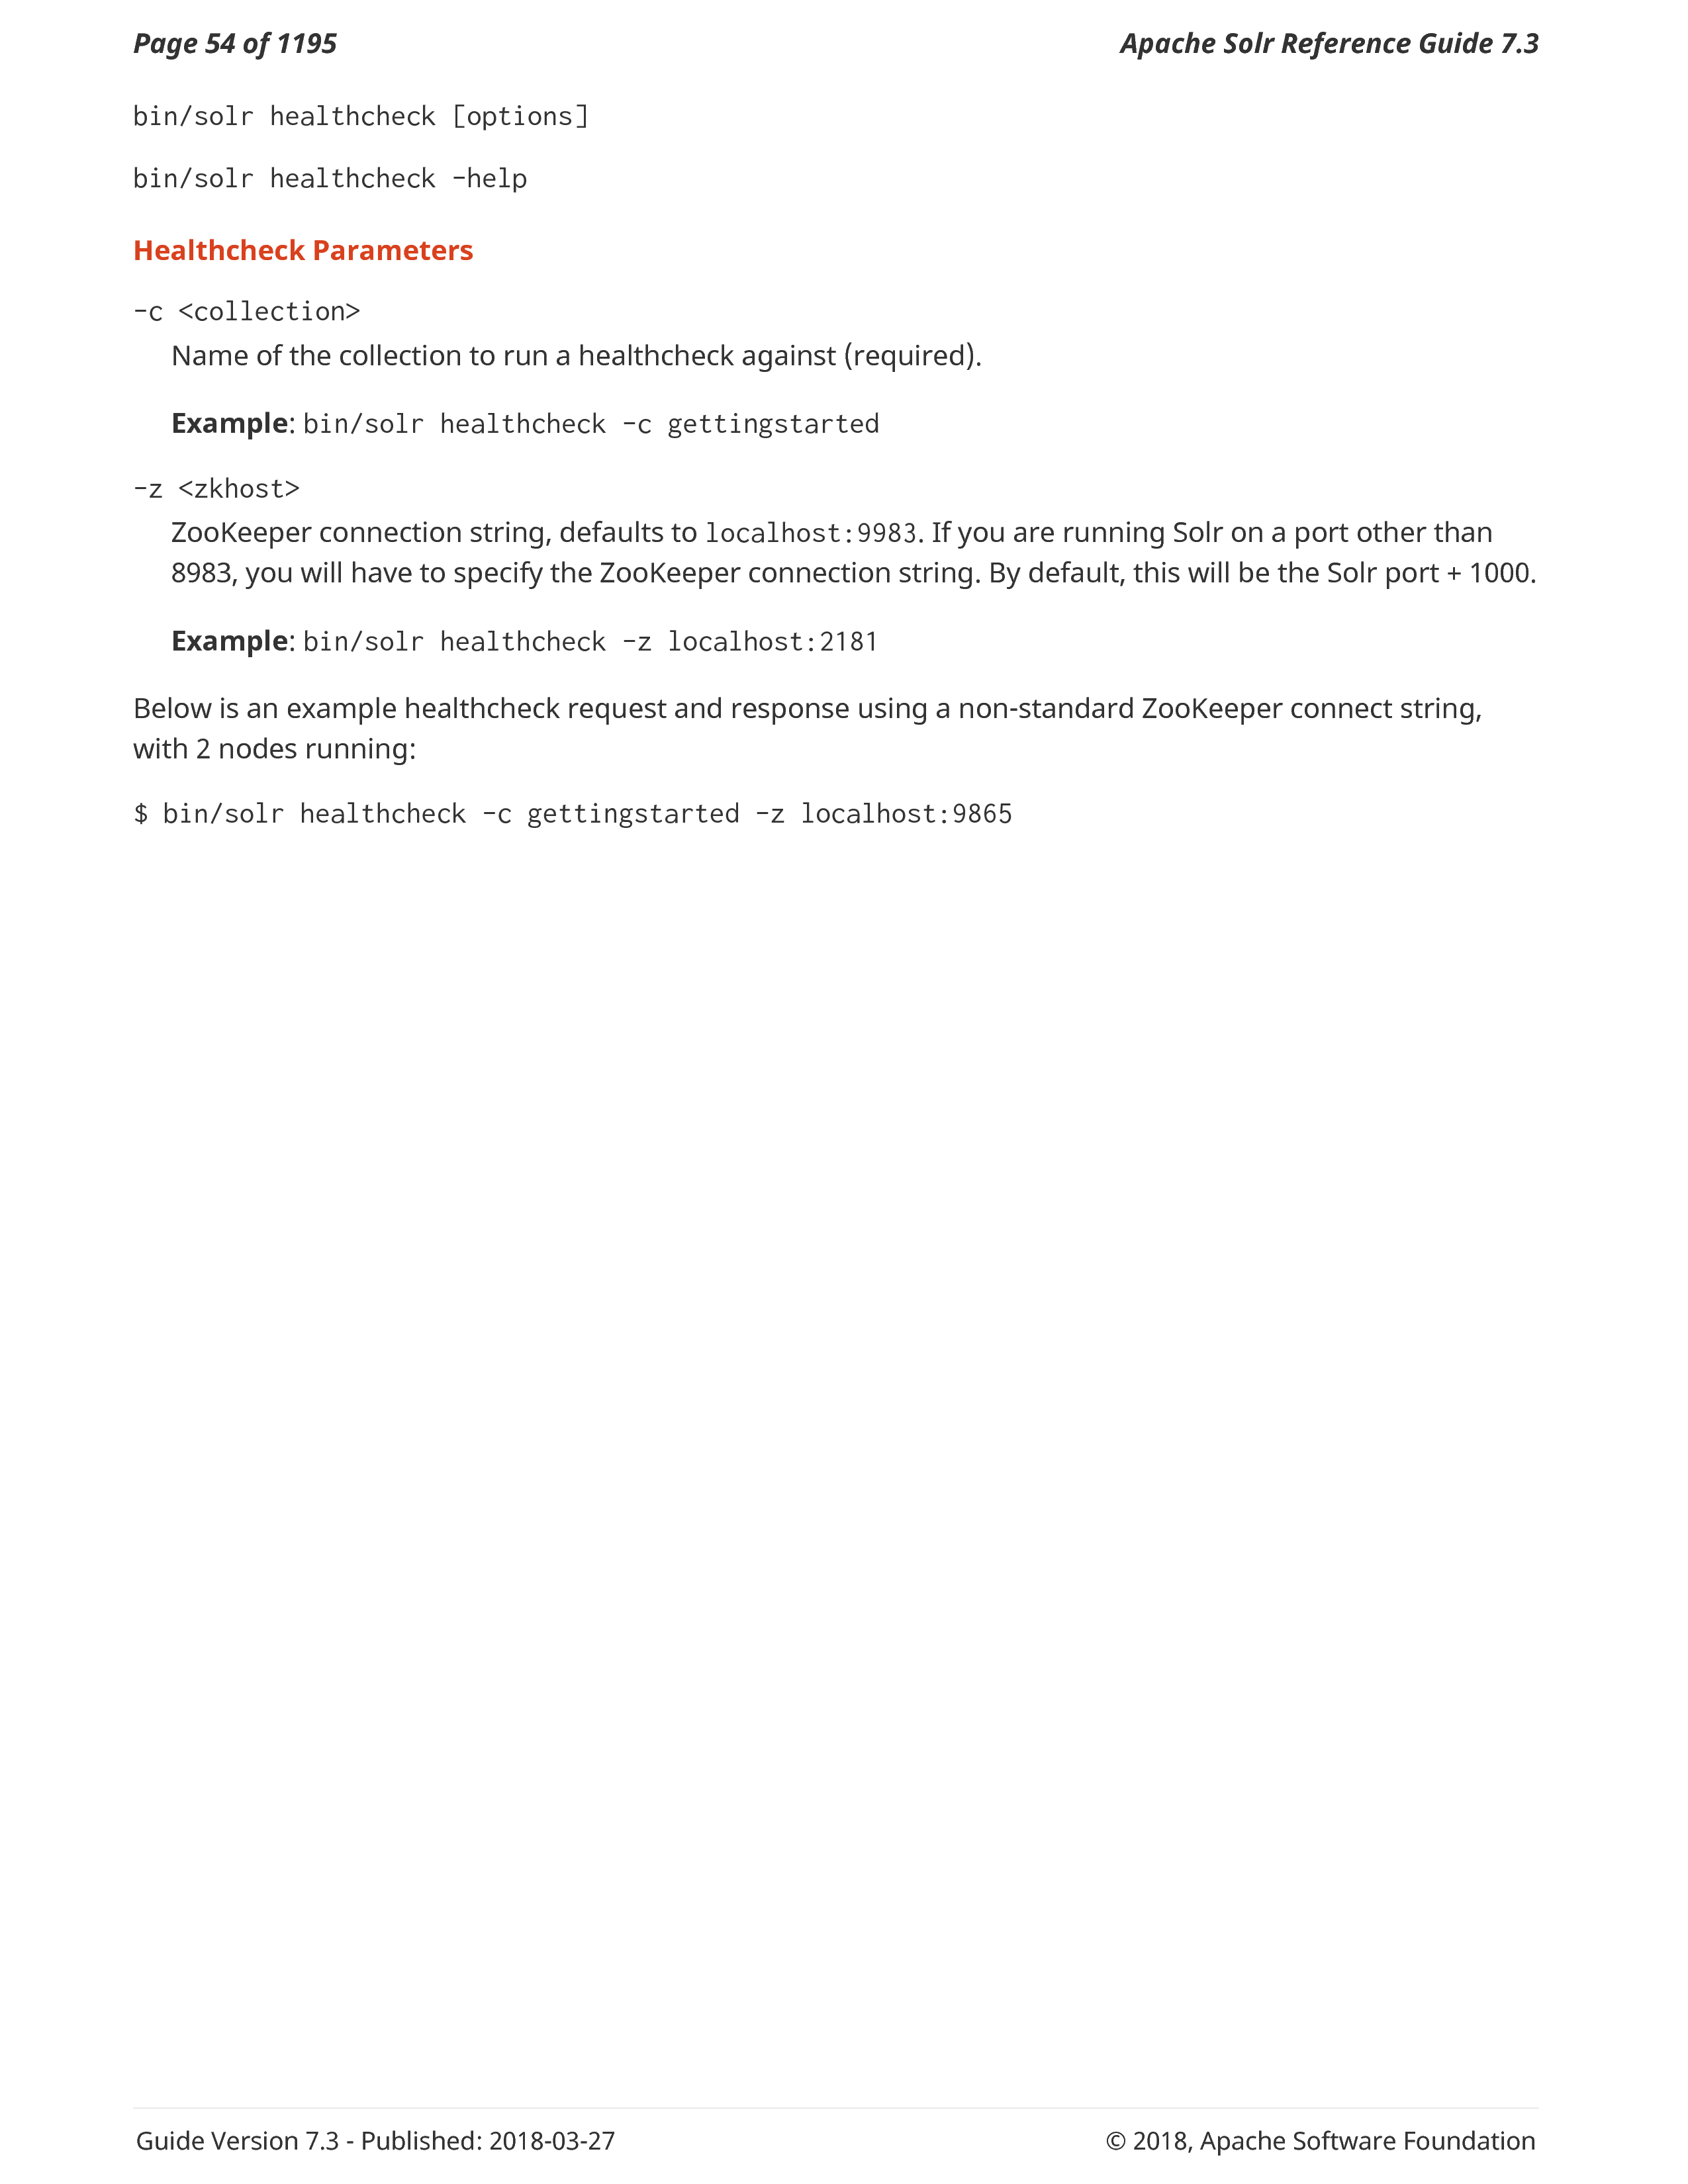 Page 54 of 1195
Apache Solr Reference Guide 7.3
bin/solr healthcheck [options]
bin/solr healthcheck -help
Healthcheck Parameters
-c <collection>
Name of the collection to run a healthcheck against (required).
Example: bin/solr healthcheck -c gettingstarted
-z <zkhost>
ZooKeeper connection string, defaults to localhost:9983. If you are running Solr on a port other than
8983, you will have to specify the ZooKeeper connection string. By default, this will be the Solr port + 1000.
Example: bin/solr healthcheck -z localhost:2181
Below is an example healthcheck request and response using a non-standard ZooKeeper connect string,
with 2 nodes running:
$ bin/solr healthcheck -c gettingstarted -z localhost:9865
Guide Version 7.3 - Published: 2018-03-27
© 2018, Apache Software Foundation